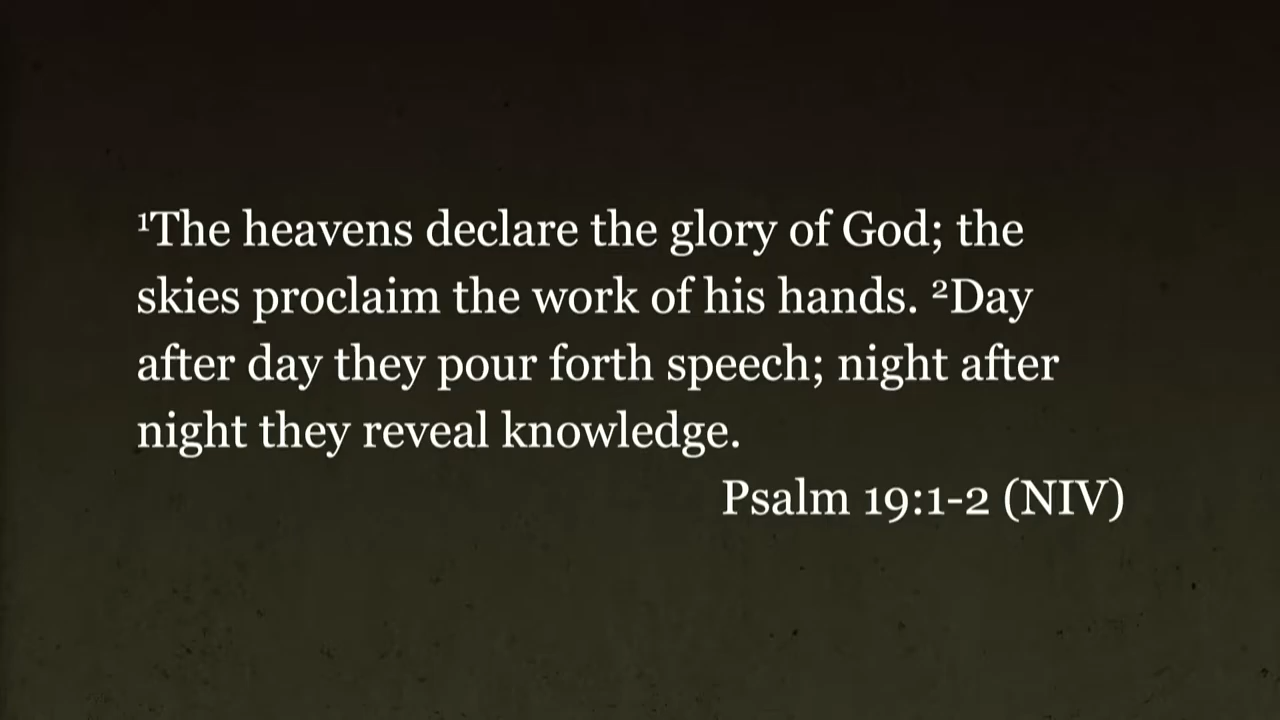 ¹The heavens declare the glory of God; the
skies proclaim the work of his hands. ²Day
after day they pour forth speech; night after
night they reveal knowledge.
Psalm 19:1-2 (NIV)